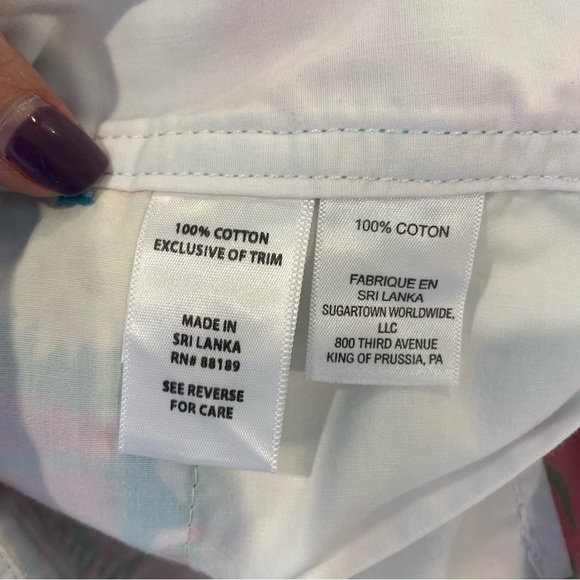 100% COTTON
EXCLUSIVE OF TRIM
MADE IN
SRI LANKA
RN# 88189
SEE REVERSE
FOR CARE
100% COTON
FABRIQUE EN
SRI LANKA
SUGARTOWN WORLDWIDE,
LLC
800 THIRD AVENUE
KING OF PRUSSIA, PA